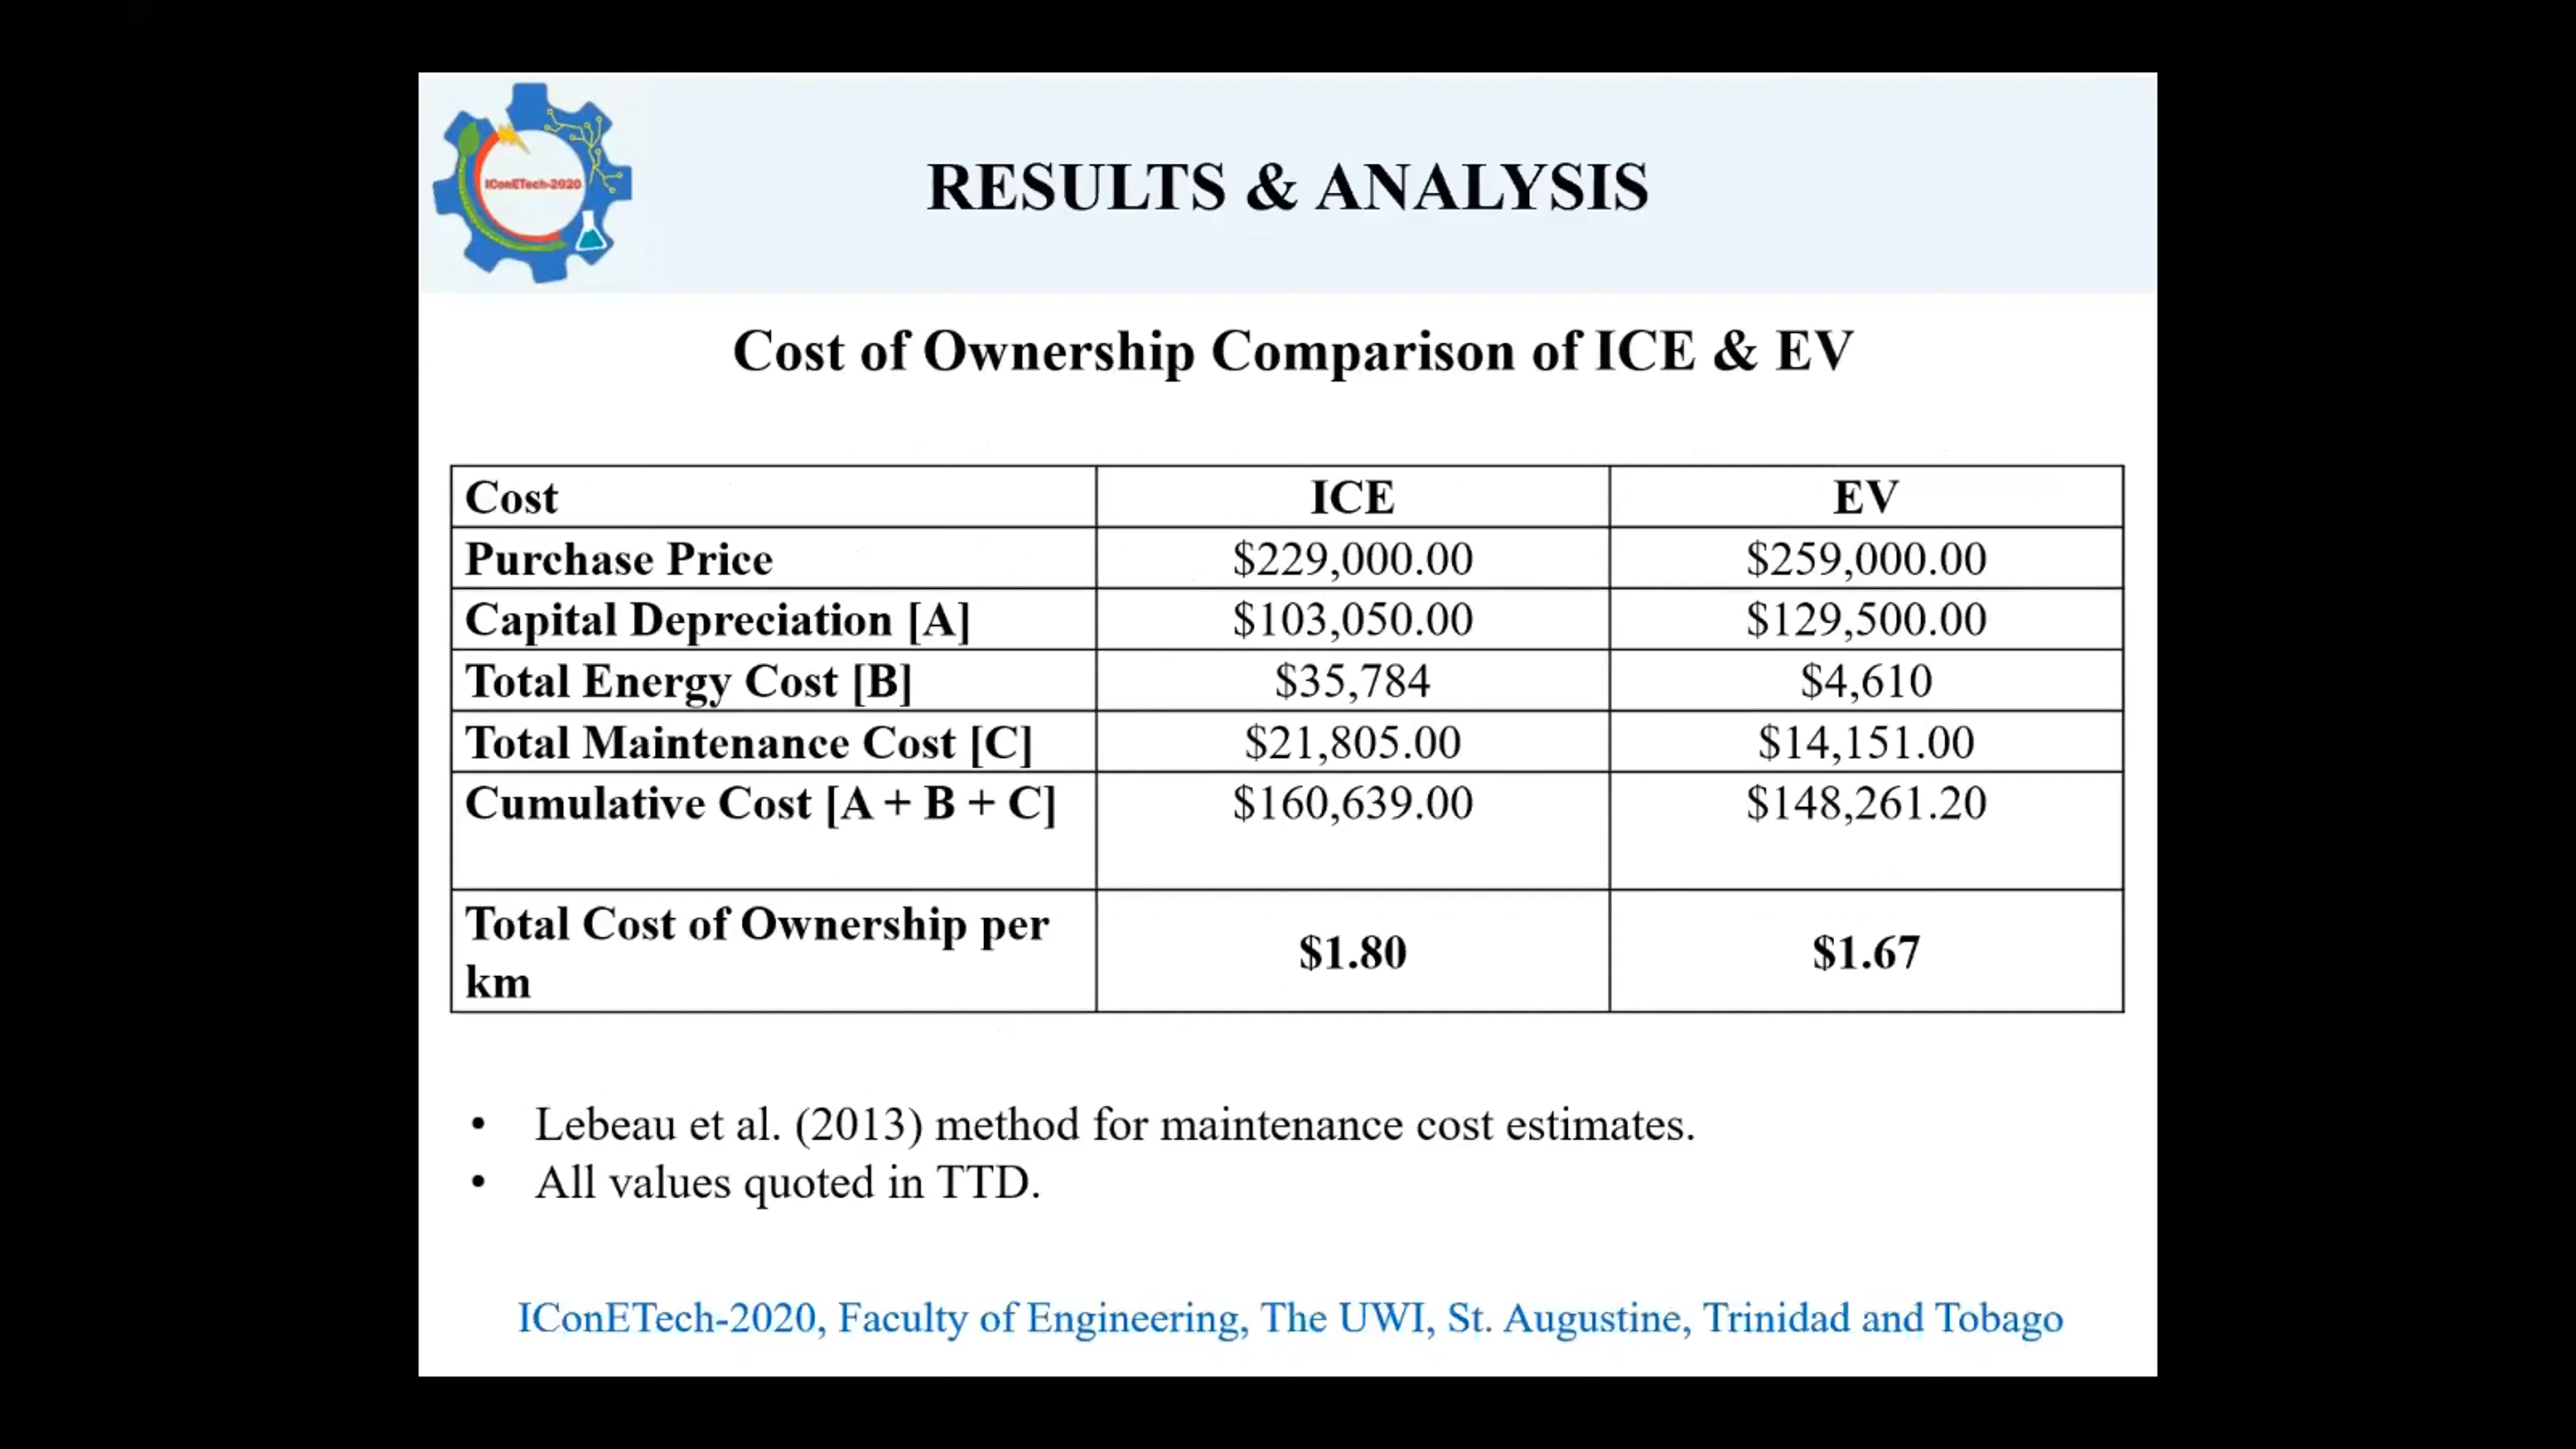 IConETech-2020
RESULTS & ANALYSIS
Cost of Ownership Comparison of ICE & EV
Cost ICE EV
Purchase Price $229,000.00 $259,000.00
Capital Depreciation [A] $103,050.00 $129,500.00
Total Energy Cost [B] $35,784 $4,610
Total Maintenance Cost [C] $21,805.00 $14,151.00
Cumulative Cost [A + B + C] $160,639.00 $148,261.20
Total Cost of Ownership per
km $1.80 $1.67
• Lebeau et al. (2013) method for maintenance cost estimates.
• All values quoted in TTD.
IConETech-2020, Faculty of Engineering, The UWI, St. Augustine, Trinidad and Tobago